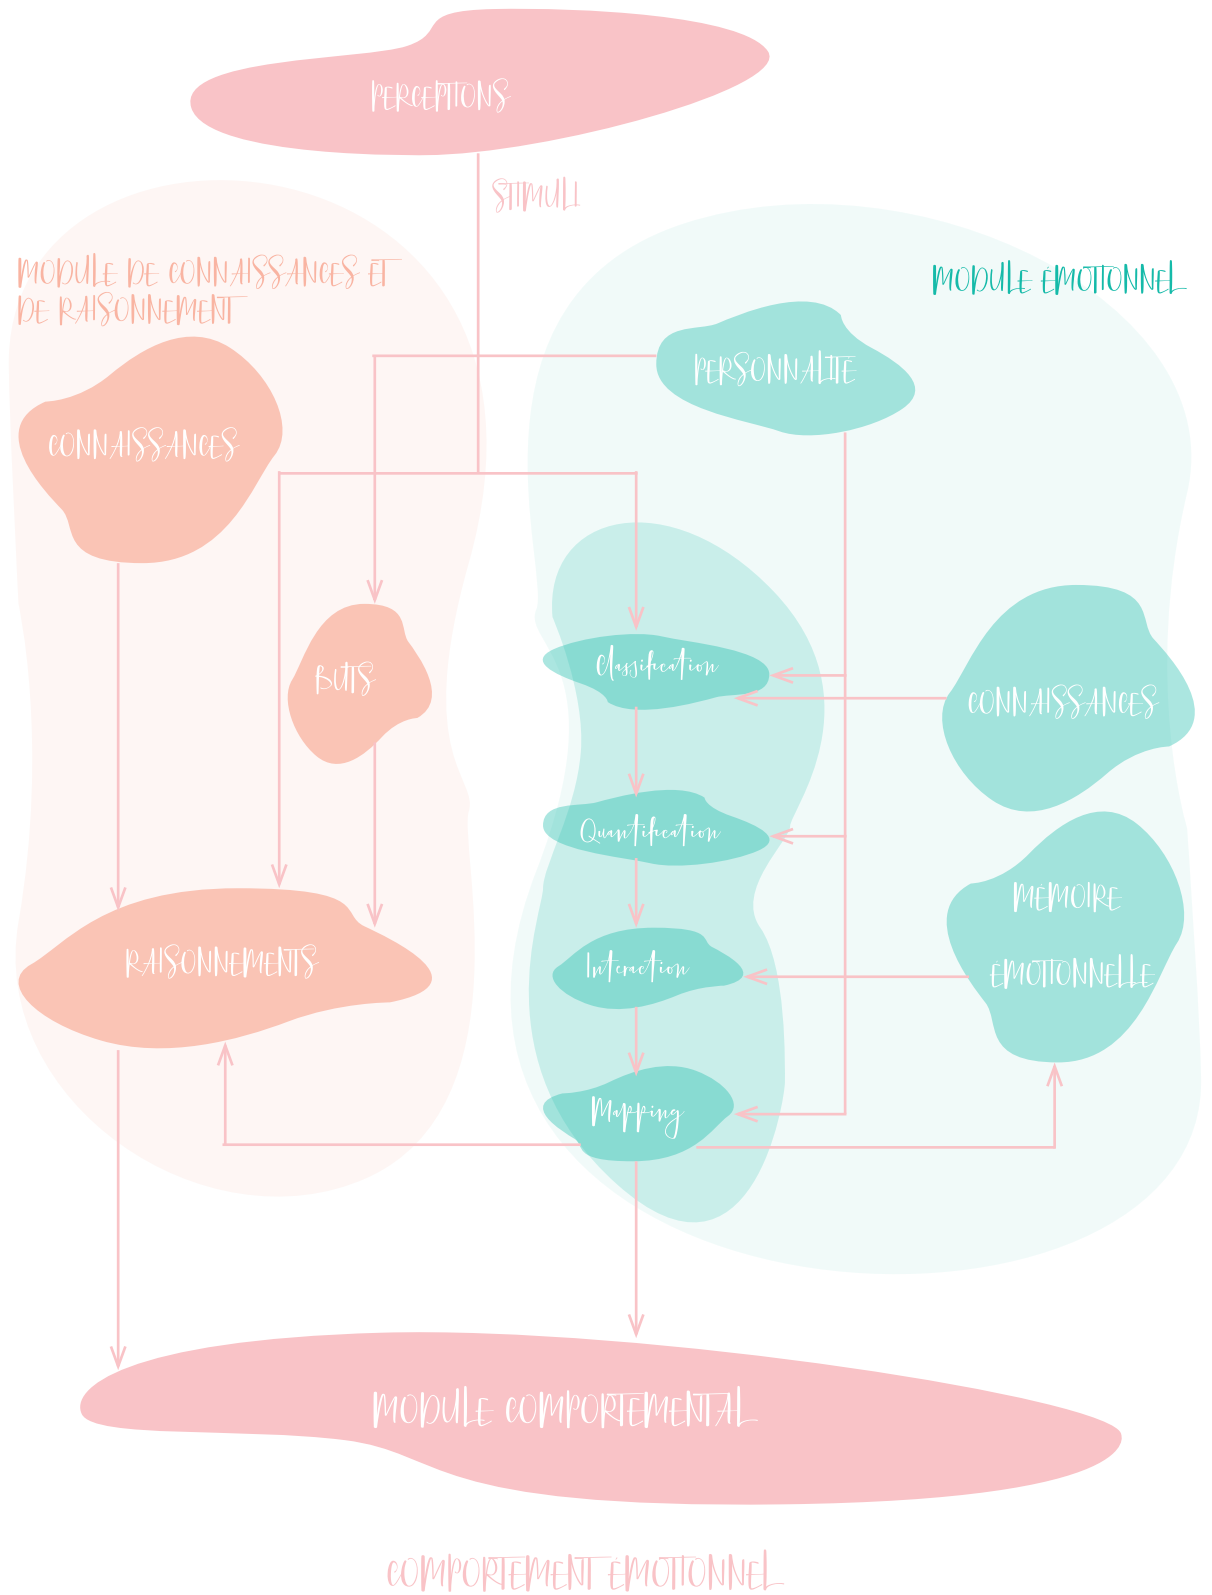 PERCEPTIONS
STIMULI
MODULE DE CONNAISSANCES ET
DE RAISONNEMENT
MODULE ÉMOTIONNEL
PERSONNALITÉ
CONNAISSANCES
BUTS
Classification
CONNAISSANCES
Quantification
MÉMOIRE
ÉMOTIONNELLE
RAISONNEMENTS
Interaction
Mapping
MODULE COMPORTEMENTAL
COMPORTEMENT ÉMOTIONNEL